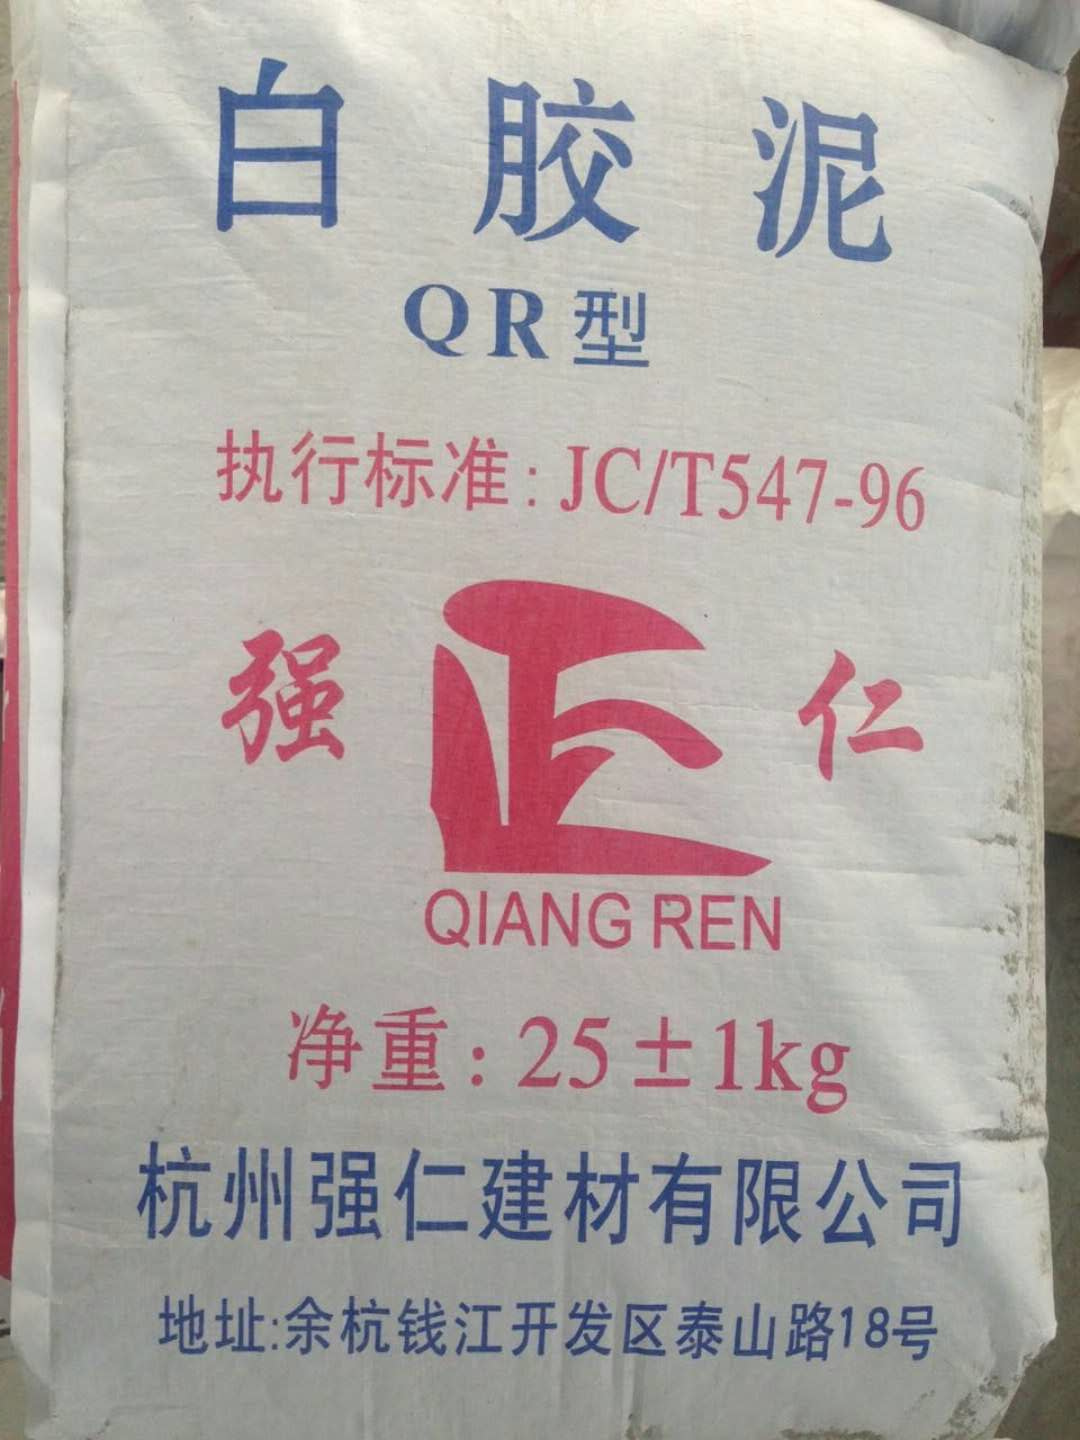 白胶泥
QR型
执行标准:JC/T547-96
强 仁
QIANG REN
净重:25±1kg
杭州强仁建材有限公司
地址:余杭钱江开发区泰山路18号